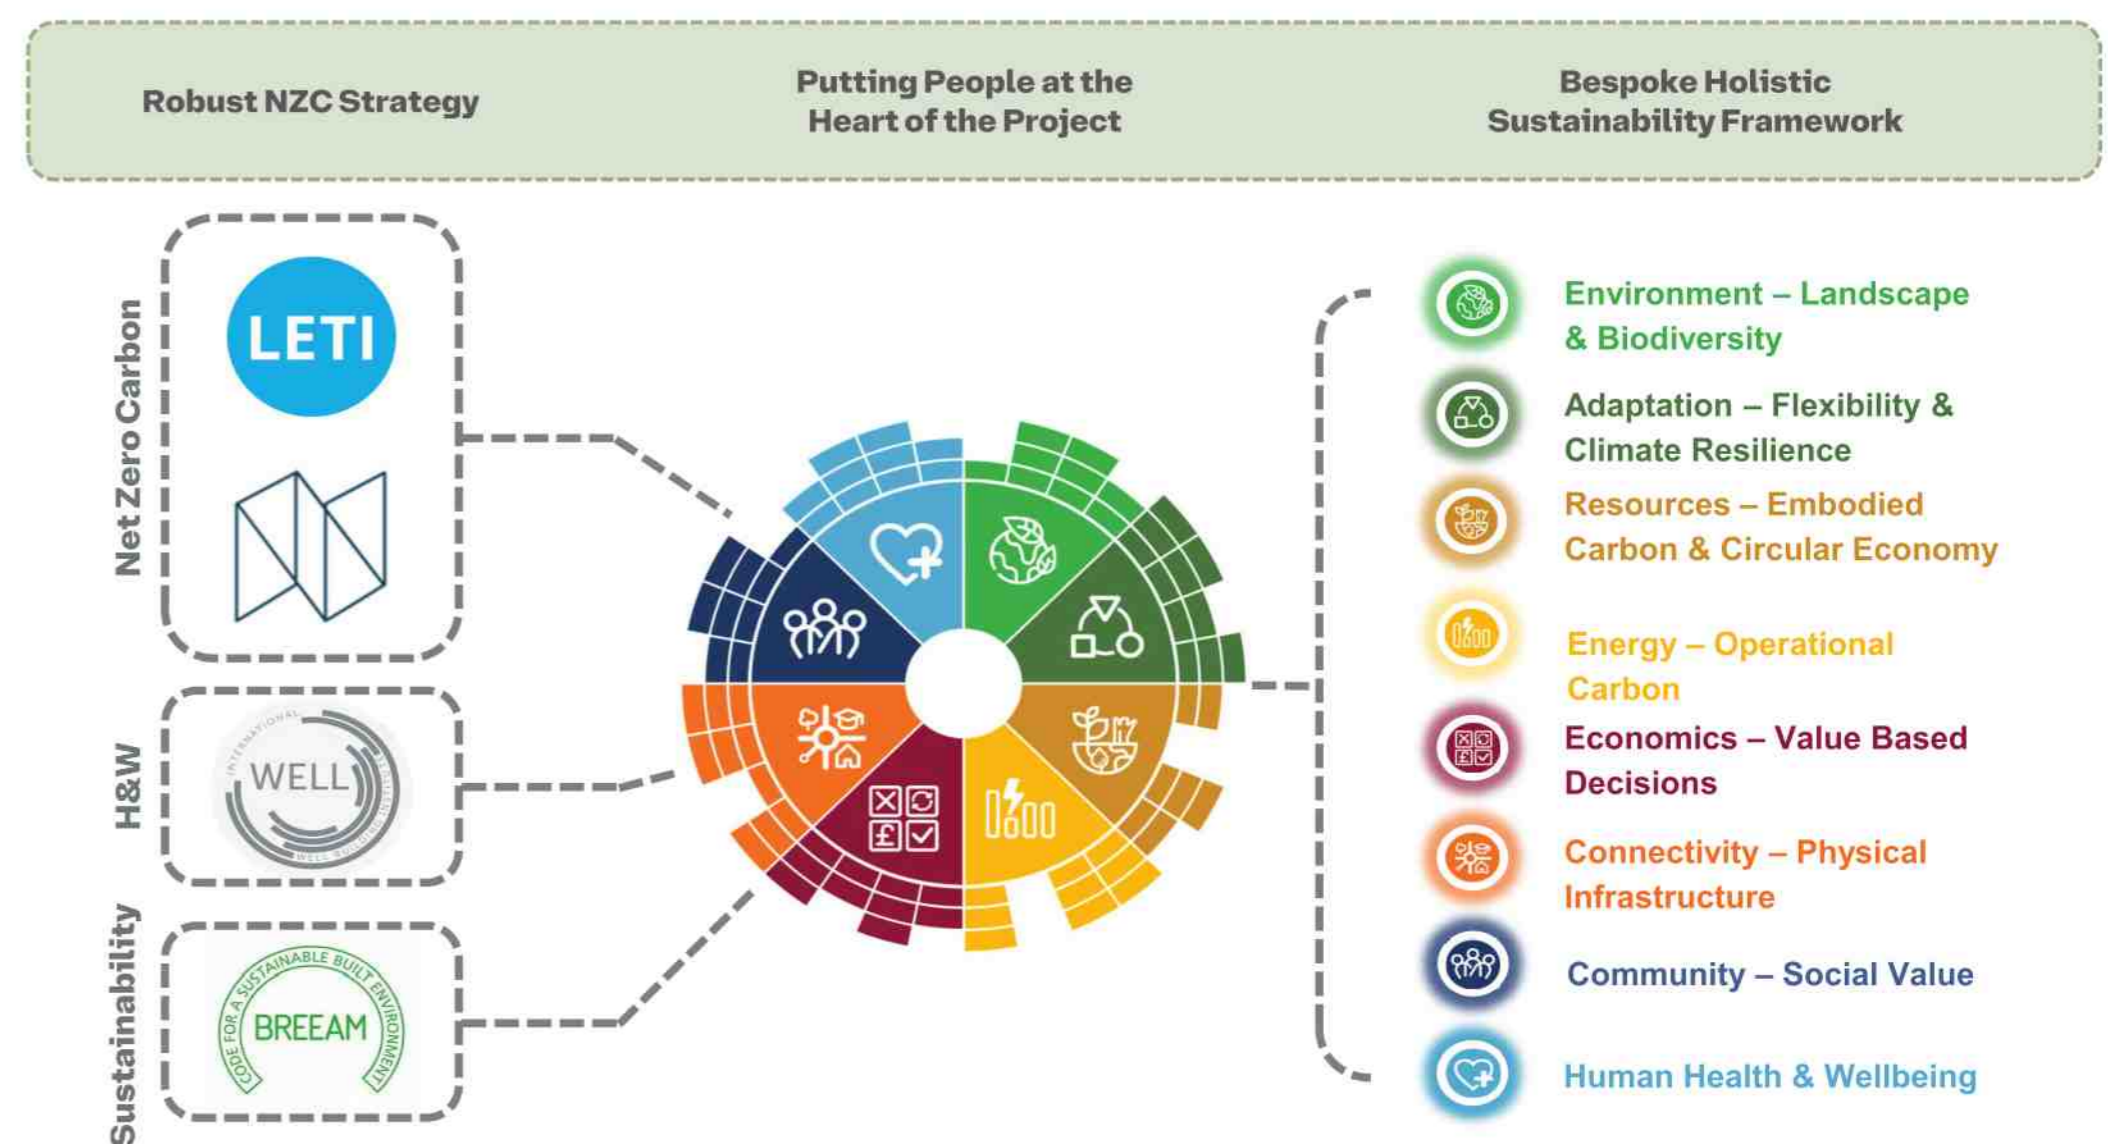 Robust NZC Strategy
Putting People at the
Heart of the Project
Bespoke Holistic
Sustainability Framework
Net Zero Carbon
LETI
H&W
INTERNATIONAL
WELL
WELL BUILDING
Sustainability
CODE FOR A SUSTAINABLE BUILT ENVIRONMENT
BREEAM
Environment – Landscape
& Biodiversity
Adaptation – Flexibility &
Climate Resilience
Resources – Embodied
Carbon & Circular Economy
Energy – Operational
Carbon
Economics – Value Based
Decisions
Connectivity – Physical
Infrastructure
Community – Social Value
Human Health & Wellbeing